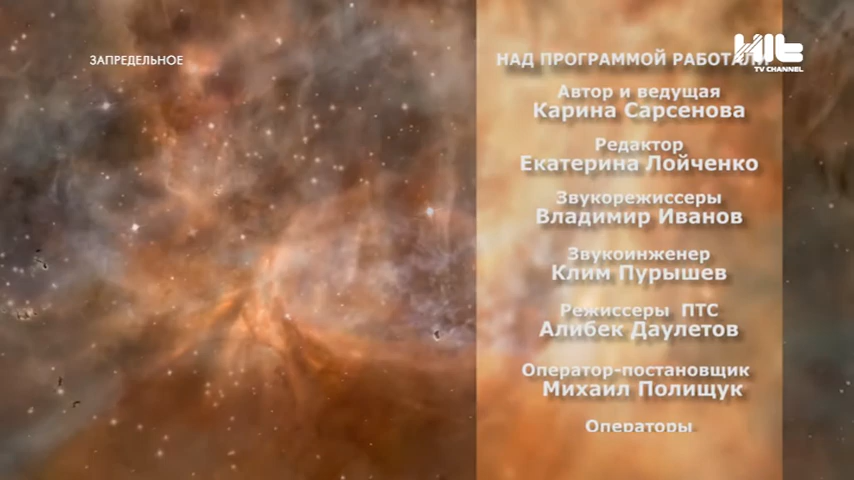 ЗАПРЕДЕЛЬНОЕ
HIt
TV CHANNEL
НАД ПРОГРАММОЙ РАБОТАЛИ
Автор и ведущая
Карина Сарсенова
Редактор
Екатерина Лойченко
Звукорежиссеры
Владимир Иванов
Звукоинженер
Клим Пурышев
Режиссеры ПТС
Алибек Даулетов
Оператор-постановщик
Михаил Полищук
Операторы